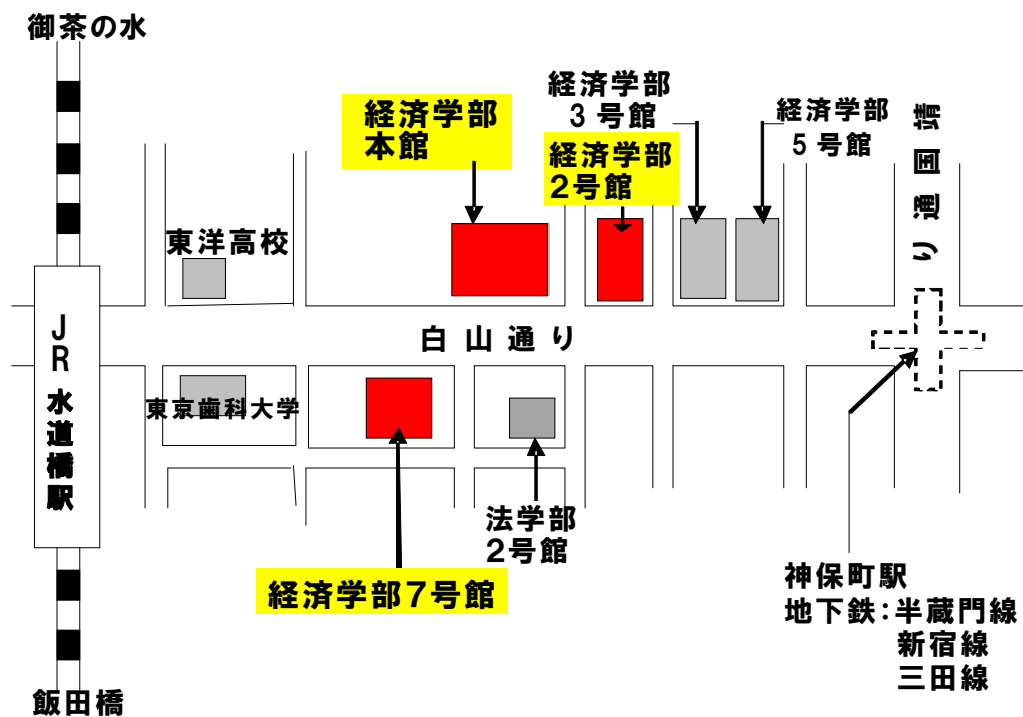 御茶の水
経済学部
本館
経済学部
3号館
経済学部
2号館
経済学部
5号館
靖国通り
東洋高校
白山通り
JR水道橋駅
東京歯科大学
法学部
2号館
経済学部7号館
神保町駅
地下鉄:半蔵門線
新宿線
三田線
飯田橋